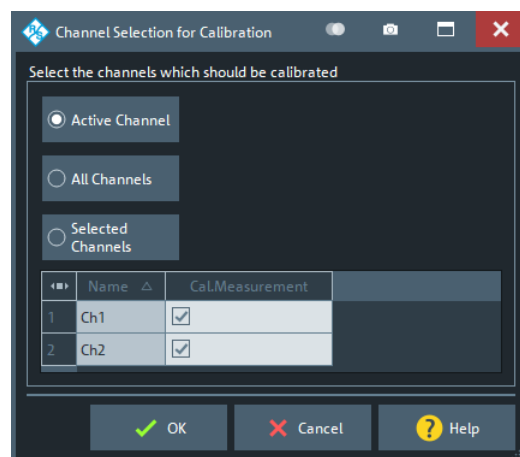 Channel Selection for Calibration
Select the channels which should be calibrated
Active Channel
All Channels
Selected
Channels
Name Cal.Measurement
1 Ch1
2 Ch2
OK Cancel ? Help